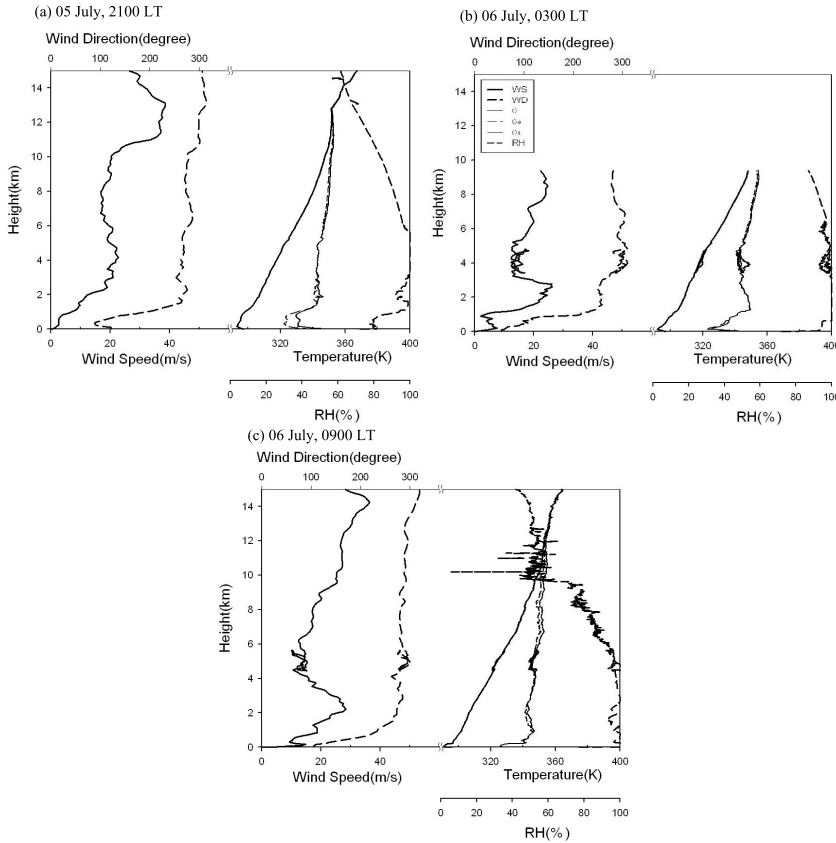 (a) 05 July, 2100 LT
Wind Direction(degree)
0 100 200 300
Height(km)
14
12
10
8
6
4
2
0
0 20 40 320 360 400
Wind Speed(m/s) Temperature(K)
0 20 40 60 80 100
RH(%)
(b) 06 July, 0300 LT
Wind Direction(degree)
0 100 200 300
WS
WD
RH
Height(km)
14
12
10
8
6
4
2
0
0 20 40 320 360 400
Wind Speed(m/s) Temperature(K)
0 20 40 60 80 100
RH(%)
(c) 06 July, 0900 LT
Wind Direction(degree)
0 100 200 300
Height(km)
14
12
10
8
6
4
2
0
0 20 40 320 360 400
Wind Speed(m/s) Temperature(K)
0 20 40 60 80 100
RH(%)